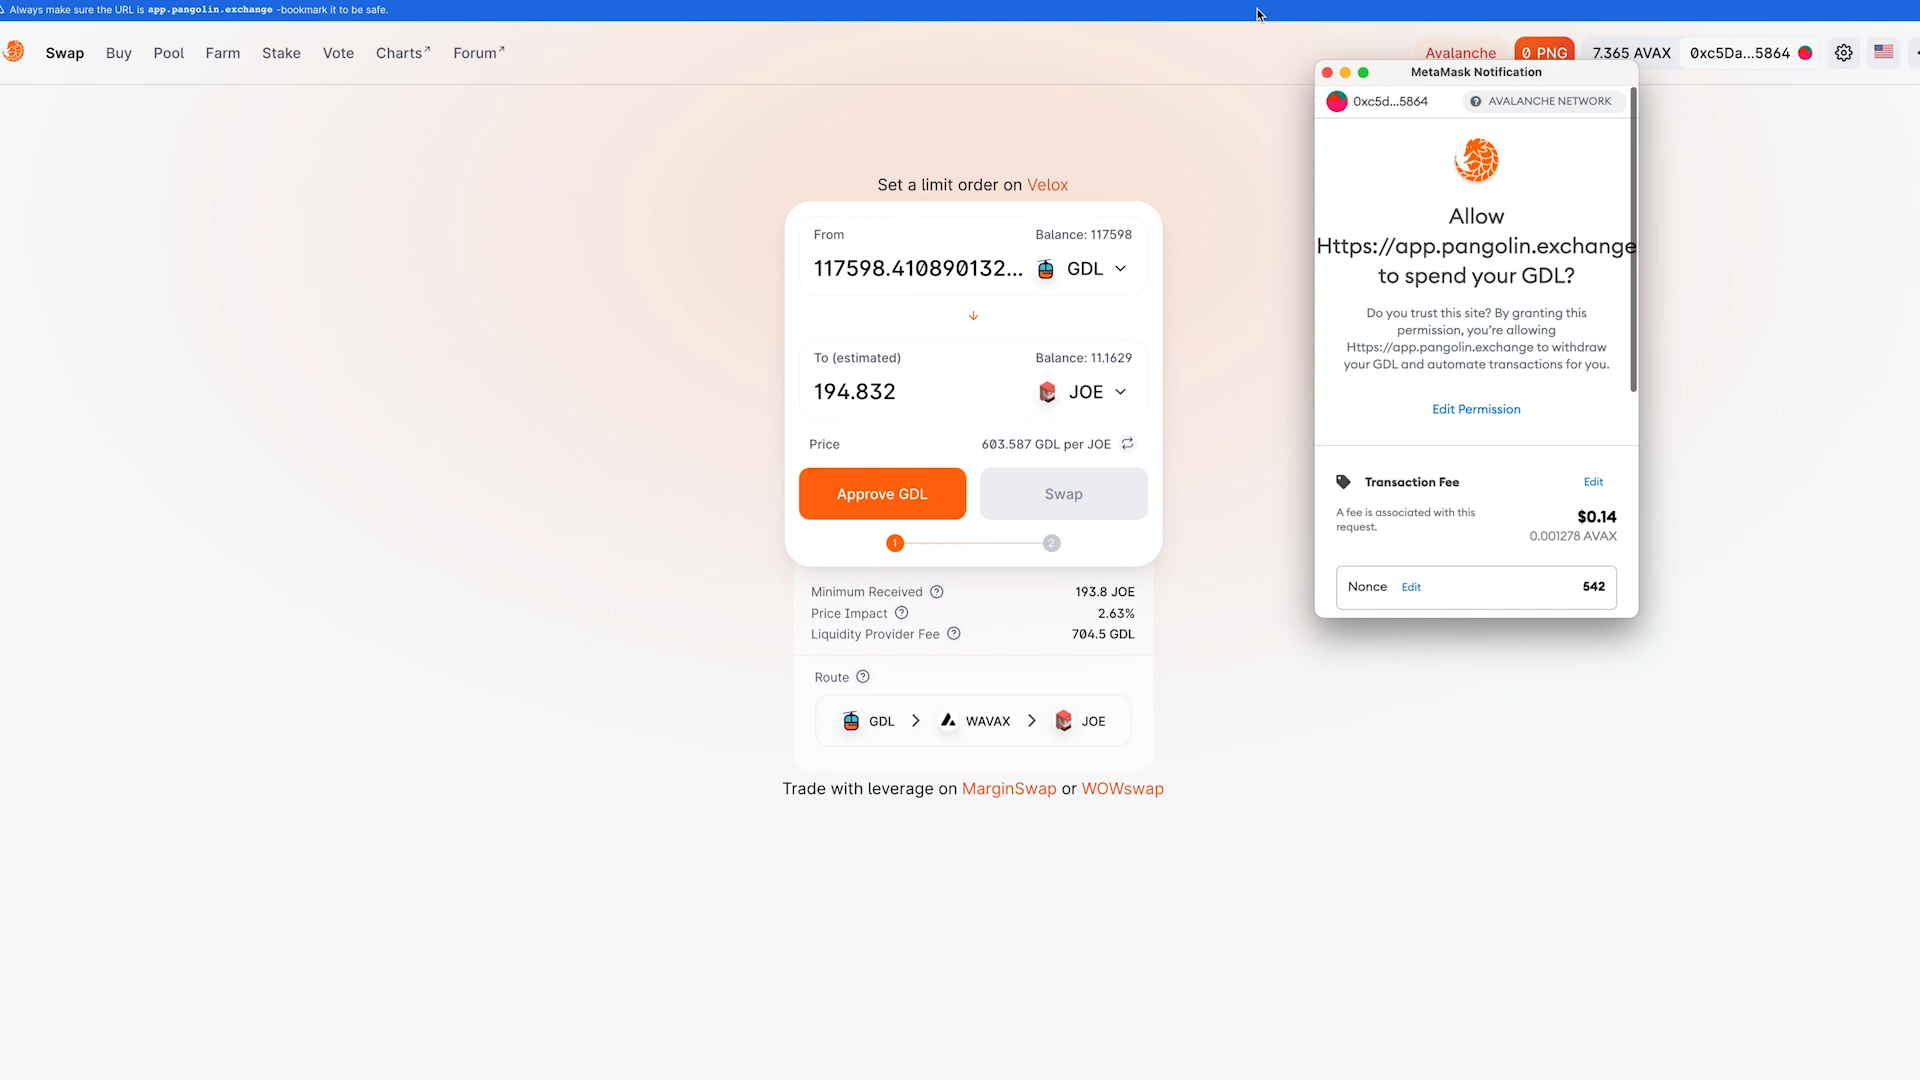 Always make sure the URL is app.pangolin.exchange -bookmark it to be safe.
Swap Buy Pool Farm Stake Vote Charts↗ Forum↗
Avalanche 0 PNG 7.365 AVAX 0xc5Da...5864
Set a limit order on Velox
From Balance: 117598
117598.410890132... GDL
To (estimated) Balance: 11.1629
194.832 JOE
Price 603.587 GDL per JOE
Approve GDL Swap
1 2
Minimum Received 193.8 JOE
Price Impact 2.63%
Liquidity Provider Fee 704.5 GDL
Route
GDL > WAVAX > JOE
Trade with leverage on MarginSwap or WOWswap
MetaMask Notification
0xc5d...5864 AVALANCHE NETWORK
Allow
Https://app.pangolin.exchange
to spend your GDL?
Do you trust this site? By granting this
permission, you're allowing
Https://app.pangolin.exchange to withdraw
your GDL and automate transactions for you.
Edit Permission
Transaction Fee Edit
A fee is associated with this
request.
$0.14
0.001278 AVAX
Nonce Edit 542